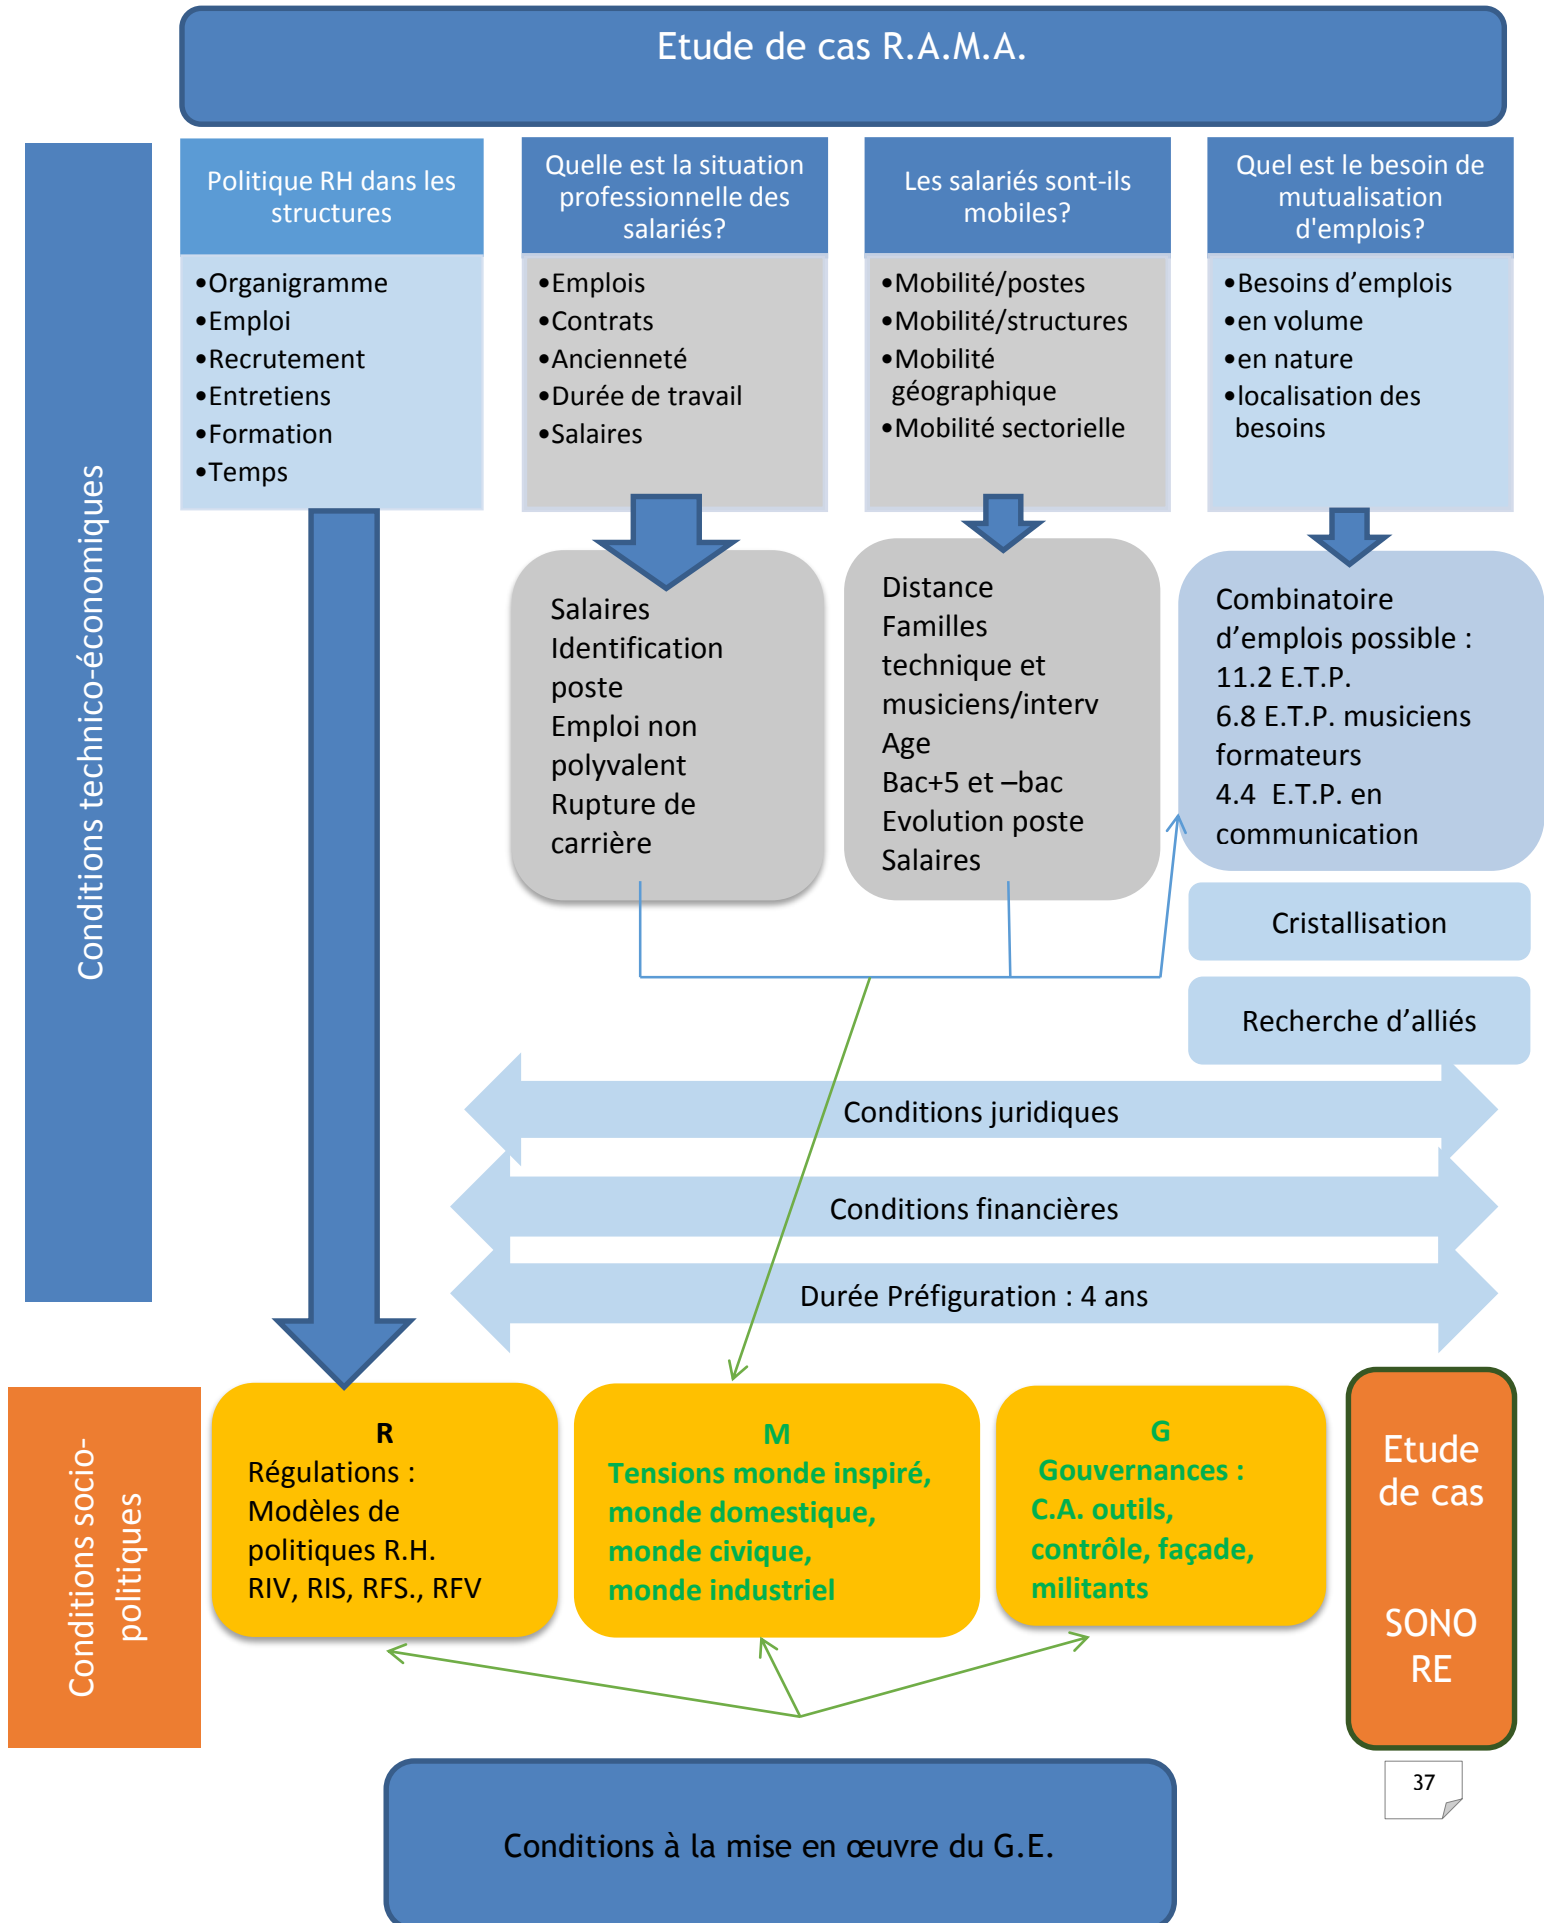 Etude de cas R.A.M.A.
Conditions technico-économiques
Politique RH dans les
structures
•Organigramme
•Emploi
•Recrutement
•Entretiens
•Formation
•Temps
Quelle est la situation
professionnelle des
salariés?
•Emplois
•Contrats
•Ancienneté
•Durée de travail
•Salaires
Les salariés sont-ils
mobiles?
•Mobilité/postes
•Mobilité/structures
•Mobilité
géographique
•Mobilité sectorielle
Quel est le besoin de
mutualisation
d'emplois?
•Besoins d’emplois
•en volume
•en nature
•localisation des
besoins
Salaires
Identification
poste
Emploi non
polyvalent
Rupture de
carrière
Distance
Familles
technique et
musiciens/interv
Age
Bac+5 et –bac
Evolution poste
Salaires
Combinatoire
d’emplois possible :
11.2 E.T.P.
6.8 E.T.P. musiciens
formateurs
4.4 E.T.P. en
communication
Cristallisation
Recherche d’alliés
Conditions juridiques
Conditions financières
Durée Préfiguration : 4 ans
Conditions socio-
politiques
R
Régulations :
Modèles de
politiques R.H.
RIV, RIS, RFS., RFV
M
Tensions monde inspiré,
monde domestique,
monde civique,
monde industriel
G
Gouvernances :
C.A. outils,
contrôle, façade,
militants
Etude
de cas
SONO
RE
37
Conditions à la mise en œuvre du G.E.